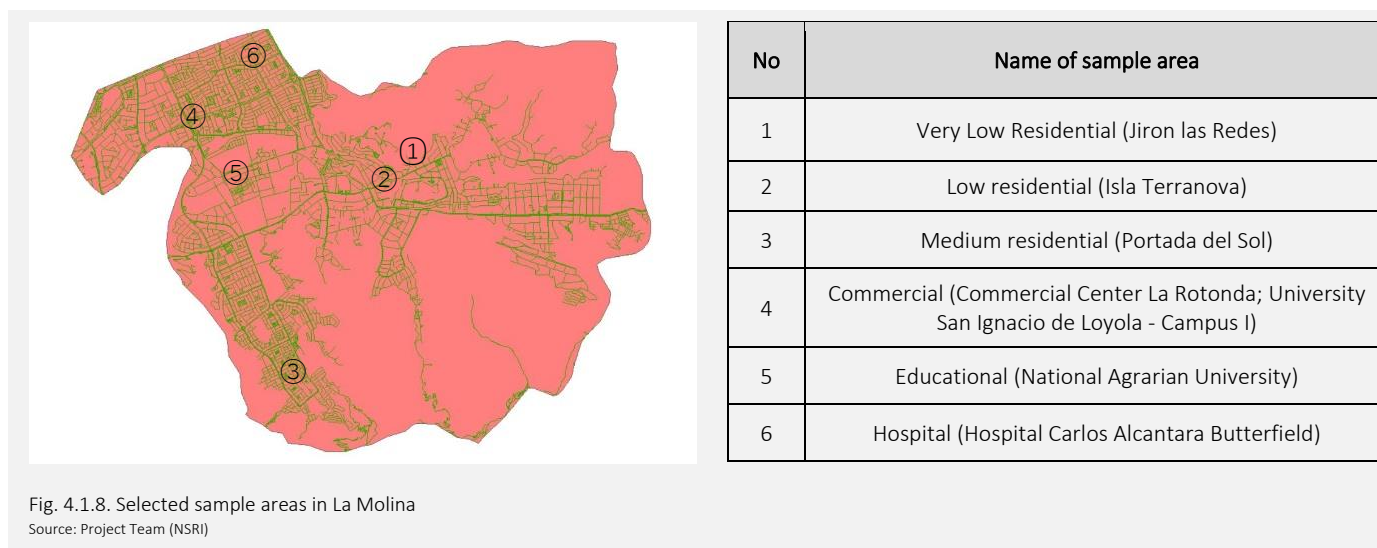 6
4
1
5
2
3
No Name of sample area
1 Very Low Residential (Jiron las Redes)
2 Low residential (Isla Terranova)
3 Medium residential (Portada del Sol)
4 Commercial (Commercial Center La Rotonda; University
San Ignacio de Loyola - Campus I)
5 Educational (National Agrarian University)
6 Hospital (Hospital Carlos Alcantara Butterfield)
Fig. 4.1.8. Selected sample areas in La Molina
Source: Project Team (NSRI)